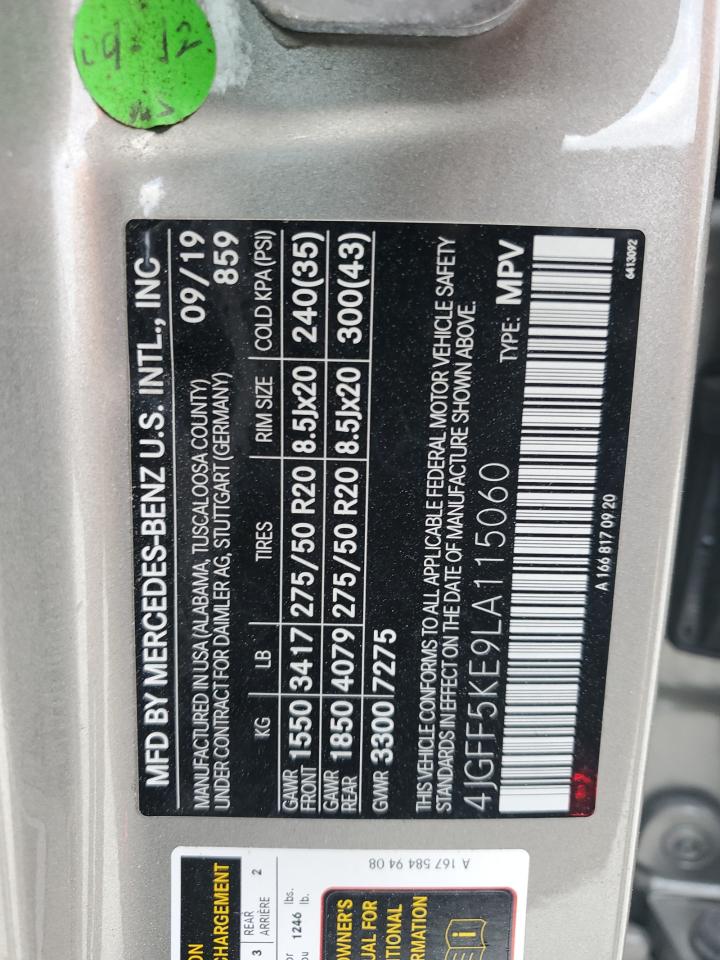 09-12
MFD BY MERCEDES-BENZ U.S. INTL., INC
MANUFACTURED IN USA (ALABAMA, TUSCALOOSA COUNTY) 09/19
UNDER CONTRACT FOR DAIMLER AG, STUTTGART (GERMANY) 859
KG LB TIRES RIM SIZE COLD KPA (PSI)
GAWR FRONT 1550 3417 275/50 R20 8.5Jx20 240(35)
GAWR REAR 1850 4079 275/50 R20 8.5Jx20 300(43)
GVWR 3300 7275
THIS VEHICLE CONFORMS TO ALL APPLICABLE FEDERAL MOTOR VEHICLE SAFETY
STANDARDS IN EFFECT ON THE DATE OF MANUFACTURE SHOWN ABOVE.
4JGFF5KE9LA115060 TYPE: MPV
A 166 817 09 20
6413092
A 167 584 94 08
ON
CHARGEMENT
3 REAR 2
ARRIÈRE
or 1246 lbs.
ou lb.
OWNER'S
UAL FOR
ITIONAL
RMATION
i